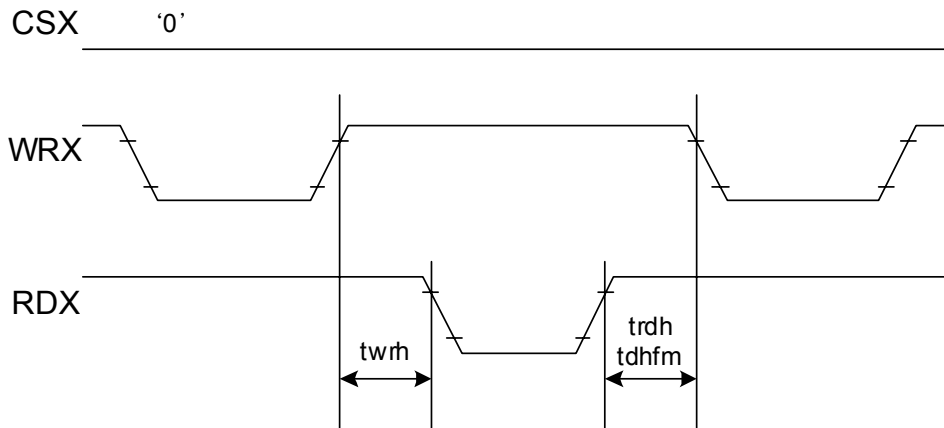 CSX ‘0’
WRX
RDX
twrh
trdh
tdhfm